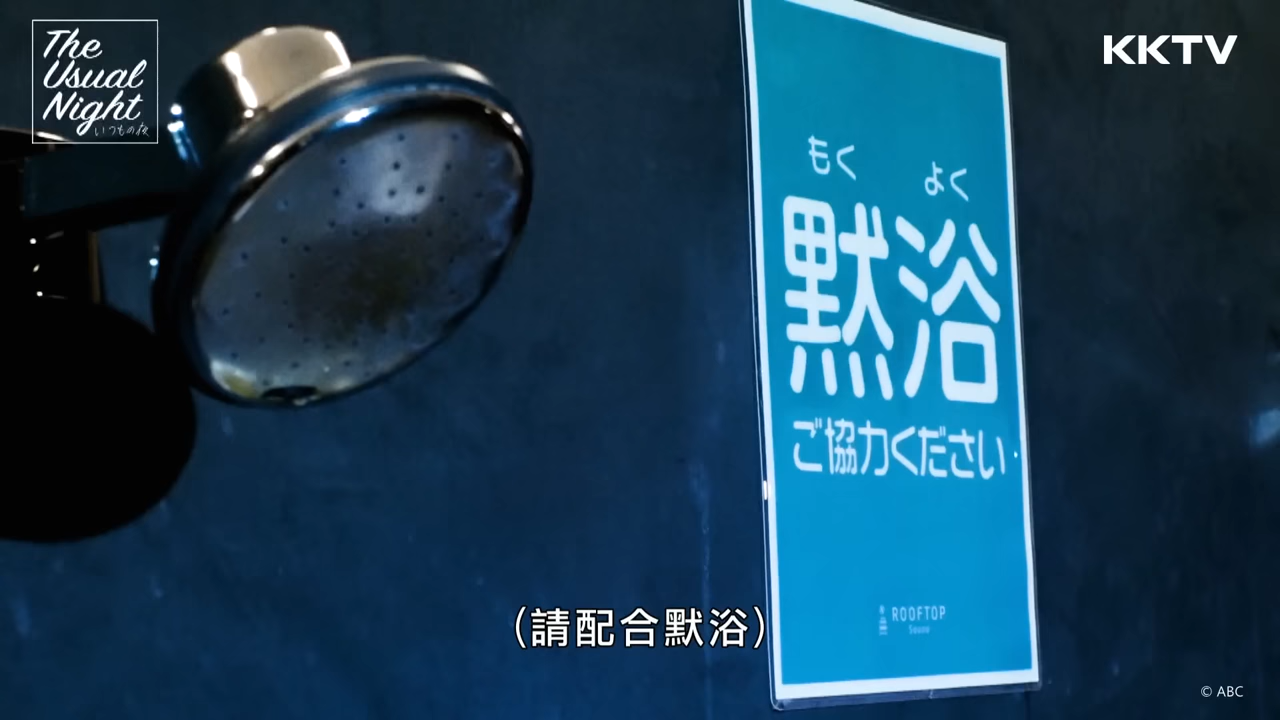 The
Usual
Night
いつもの夜
KKTV
もく よく
黙浴
ご協力ください
ROOFTOP
Sauna
(請配合默浴)
© ABC